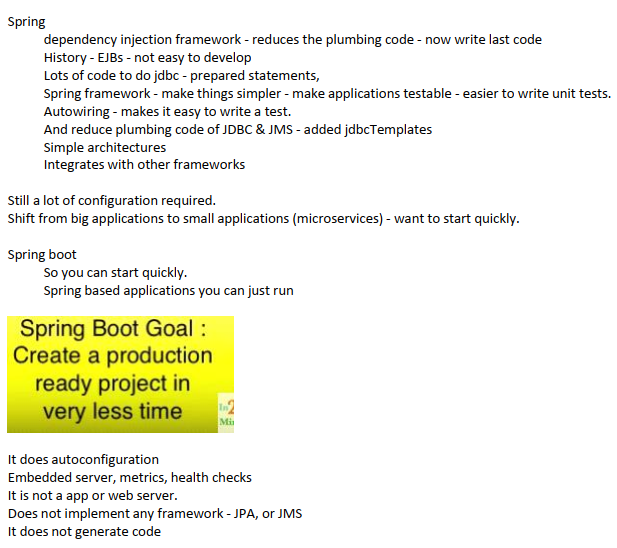 Spring
dependency injection framework - reduces the plumbing code - now write last code
History - EJBs - not easy to develop
Lots of code to do jdbc - prepared statements,
Spring framework - make things simpler - make applications testable - easier to write unit tests.
Autowiring - makes it easy to write a test.
And reduce plumbing code of JDBC & JMS - added jdbcTemplates
Simple architectures
Integrates with other frameworks
Still a lot of configuration required.
Shift from big applications to small applications (microservices) - want to start quickly.
Spring boot
So you can start quickly.
Spring based applications you can just run
Spring Boot Goal :
Create a production
ready project in
very less time
It does autoconfiguration
Embedded server, metrics, health checks
It is not a app or web server.
Does not implement any framework - JPA, or JMS
It does not generate code